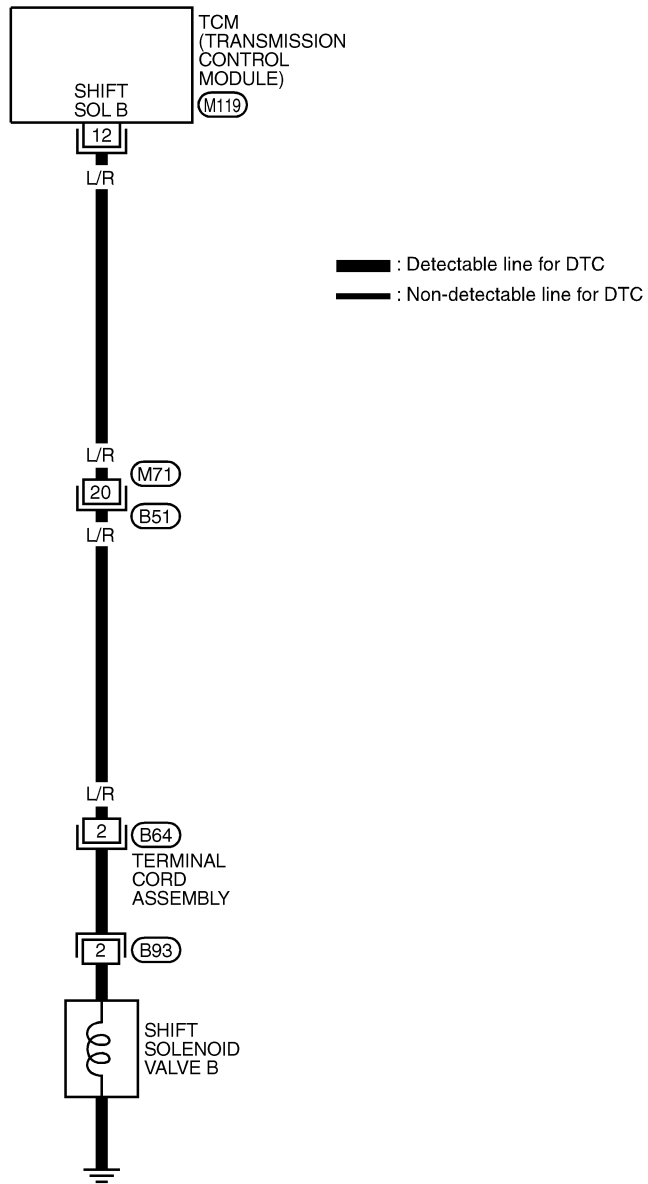 TCM
(TRANSMISSION
CONTROL
MODULE)
M119
SHIFT
SOL B
12
L/R
: Detectable line for DTC
: Non-detectable line for DTC
L/R
M71
20
B51
L/R
L/R
2
B64
TERMINAL
CORD
ASSEMBLY
2
B93
SHIFT
SOLENOID
VALVE B